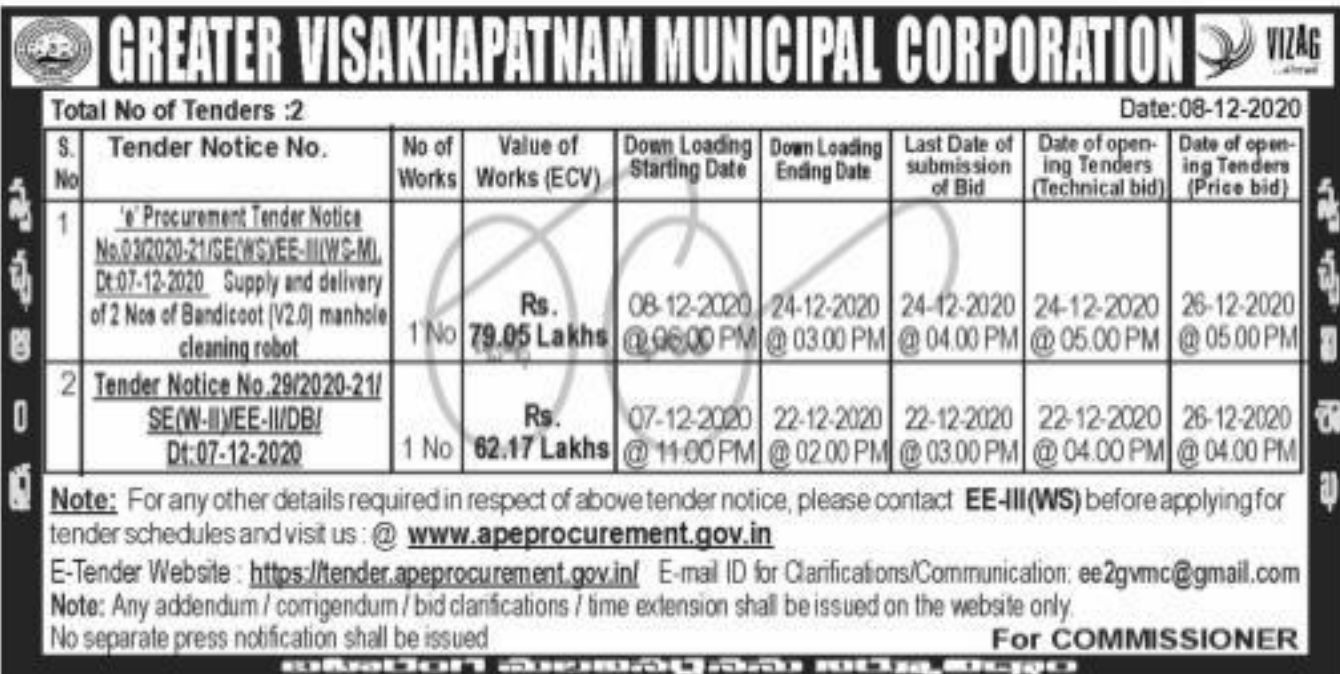 GREATER VISAKHAPATNAM MUNICIPAL CORPORATION
VIZAG
Total No of Tenders :2 Date:08-12-2020
S. No Tender Notice No. No of Works Value of Works (ECV) Down Loading Starting Date Down Loading Ending Date Last Date of submission of Bid Date of open-ing Tenders (Technical bid) Date of open-ing Tenders (Price bid)
1 'e' Procurement Tender Notice
No.03/2020-21/SE(WS)/EE-III(WS-M),
Dt:07-12-2020 Supply and delivery
of 2 Nos of Bandicoot (V2.0) manhole
cleaning robot
1 No Rs. 79.05 Lakhs 08-12-2020 @ 06:00 PM 24-12-2020 @ 03.00 PM 24-12-2020 @ 04.00 PM 24-12-2020 @ 05.00 PM 26-12-2020 @ 05.00 PM
2 Tender Notice No.29/2020-21/
SE(W-II)/EE-II/DB/
Dt:07-12-2020
1 No Rs. 62.17 Lakhs 07-12-2020 @ 11:00 PM 22-12-2020 @ 02.00 PM 22-12-2020 @ 03.00 PM 22-12-2020 @ 04.00 PM 26-12-2020 @ 04.00 PM
Note: For any other details required in respect of above tender notice, please contact EE-III(WS) before applying for
tender schedules and visit us : @ www.apeprocurement.gov.in
E-Tender Website : https://tender.apeprocurement.gov.in/ E-mail ID for Clarifications/Communication: ee2gvmc@gmail.com
Note: Any addendum / corrigendum / bid clarifications / time extension shall be issued on the website only.
No separate press notification shall be issued For COMMISSIONER